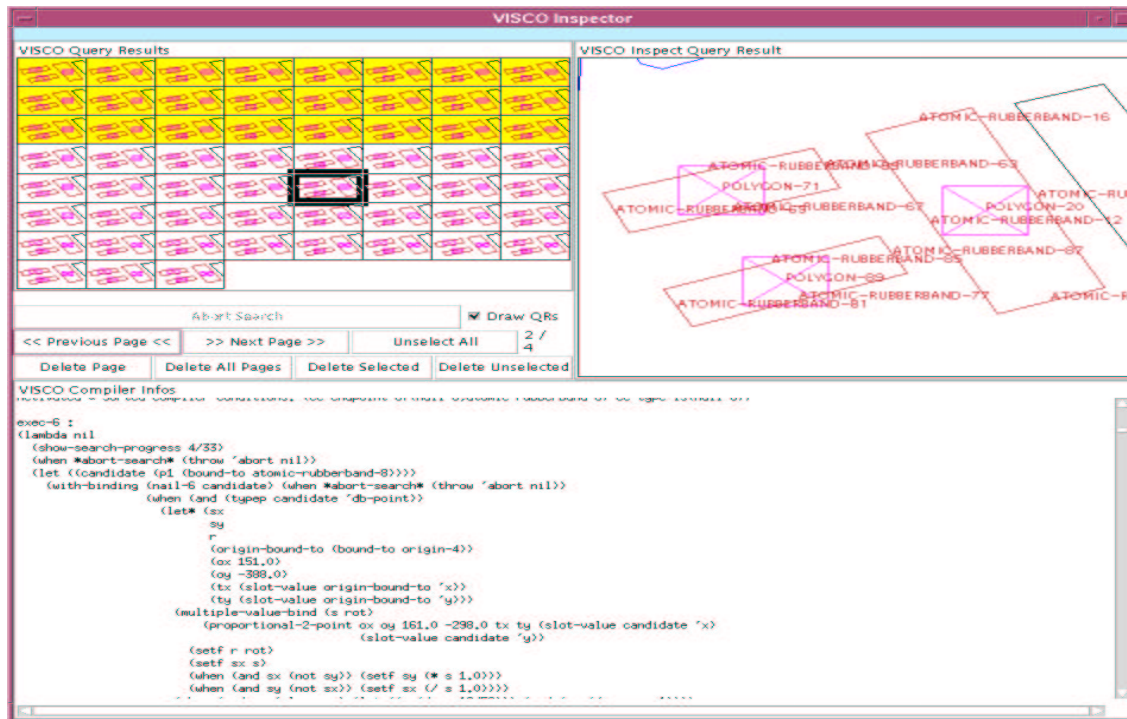 VISCO Inspector
VISCO Query Results
VISCO Inspect Query Result
ATOMIC-RUBBERBAND-16
ATOMIC-RUBBERBAND-63
POLYGON-71
ATOMIC-RUBBERBAND-67
POLYGON-20
ATOMIC-RUBBERBAND-12
ATOMIC-RUBBERBAND-87
ATOMIC-RUBBERBAND-85
POLYGON-89
ATOMIC-RUBBERBAND-77
ATOMIC-RUBBERBAND-81
Abort Search
Draw QRs
<< Previous Page <<
>> Next Page >>
Unselect All
2 /
4
Delete Page
Delete All Pages
Delete Selected
Delete Unselected
VISCO Compiler Infos
exec-6 :
(lambda nil
(show-search-progress 4/33)
(when *abort-search* (throw 'abort nil))
(let ((candidate (p1 (bound-to atomic-rubberband-8))))
(with-binding (nail-6 candidate) (when *abort-search* (throw 'abort nil))
(when (and (typep candidate 'db-point))
(let* (sx
sy
r
(origin-bound-to (bound-to origin-4))
(ox 151.0)
(oy -388.0)
(tx (slot-value origin-bound-to 'x))
(ty (slot-value origin-bound-to 'y)))
(multiple-value-bind (s rot)
(proportional-2-point ox oy 161.0 -298.0 tx ty (slot-value candidate 'x)
(slot-value candidate 'y))
(setf r rot)
(setf sx s)
(when (and sx (not sy)) (setf sy (* s 1.0)))
(when (and sy (not sx)) (setf sx (/ s 1.0))))